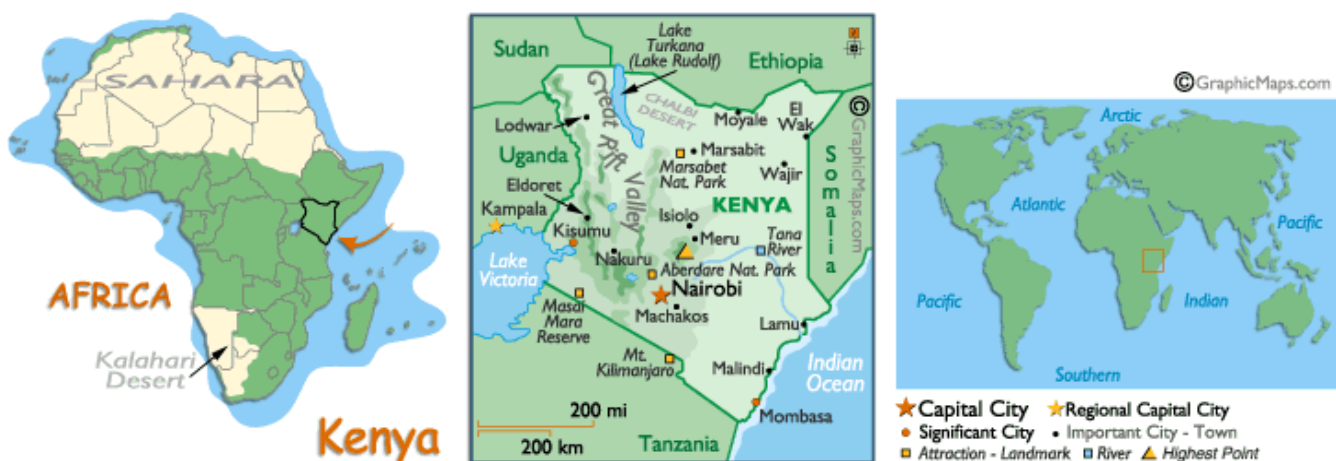 SAHARA
AFRICA
Kalahari
Desert
Kenya
Sudan
Lake
Turkana
(Lake Rudolf)
Ethiopia
Great Rift Valley
CHALBI
DESERT
Lodwar
Moyale
El
Wak
Uganda
Marsabit
Marsabet
Nat. Park
Wajir
Somalia
© GraphicMaps.com
Eldoret
Kampala
KENYA
Isiolo
Kisumu
Meru
Tana
River
Lake
Victoria
Nakuru
Aberdare Nat. Park
Nairobi
Masai
Mara
Reserve
Machakos
Lamu
Mt.
Kilimanjaro
Malindi
Indian
Ocean
200 mi
200 km
Mombasa
Tanzania
© GraphicMaps.com
Arctic
Atlantic
Pacific
Pacific
Indian
Southern
Capital City
Regional Capital City
Significant City
Important City - Town
Attraction - Landmark
River
Highest Point